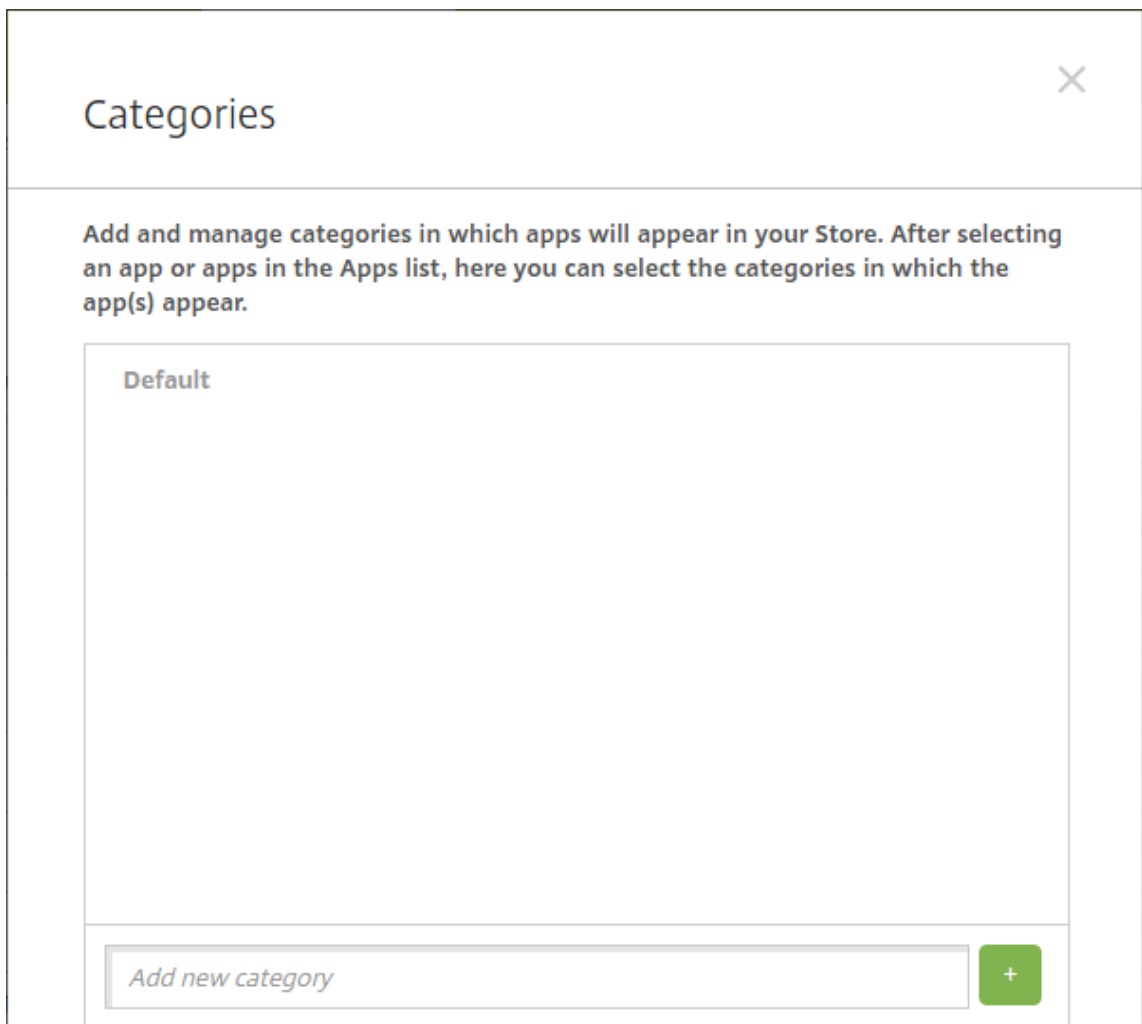 Categories
Add and manage categories in which apps will appear in your Store. After selecting
an app or apps in the Apps list, here you can select the categories in which the
app(s) appear.
Default
Add new category
+